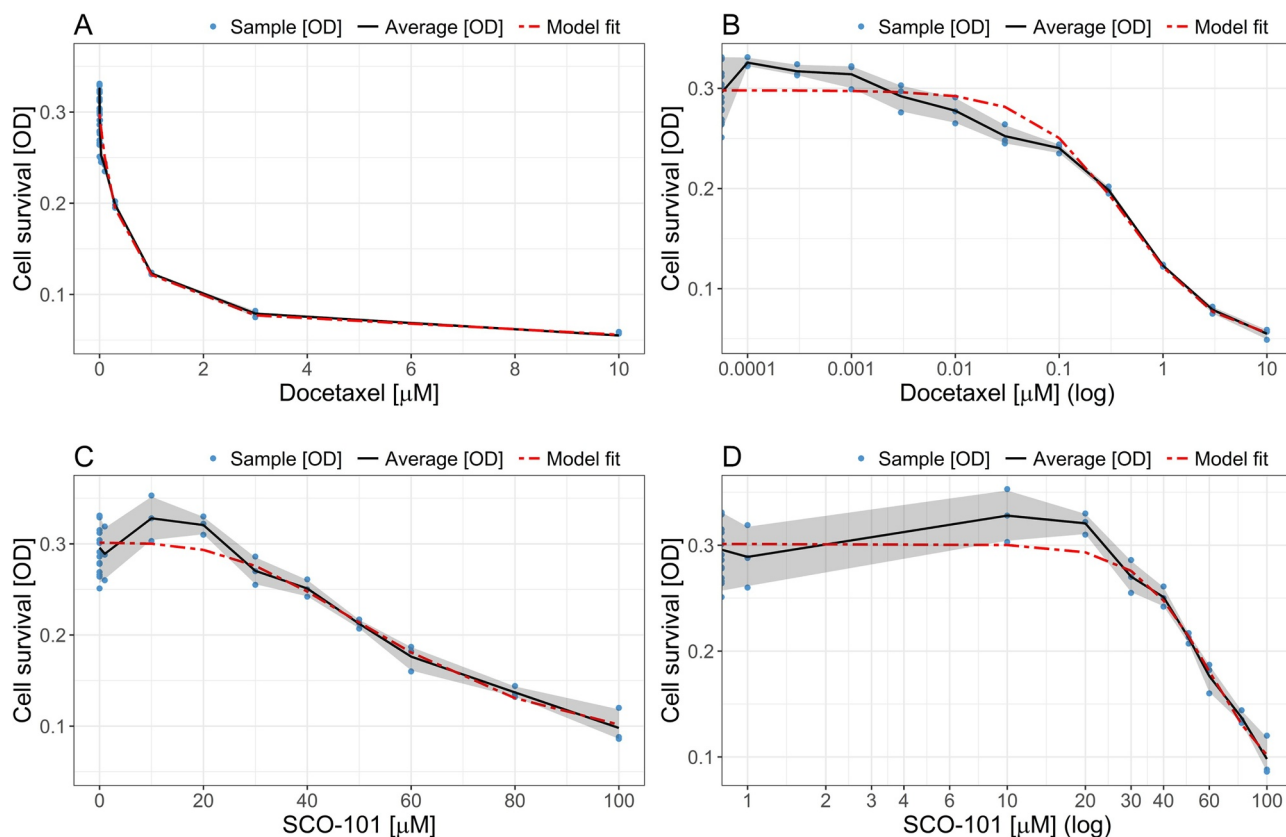 A
Sample [OD] Average [OD] Model fit
Cell survival [OD]
0.3
0.2
0.1
0 2 4 6 8 10
Docetaxel [μM]
B
Sample [OD] Average [OD] Model fit
Cell survival [OD]
0.3
0.2
0.1
0.0001 0.001 0.01 0.1 1 10
Docetaxel [μM] (log)
C
Sample [OD] Average [OD] Model fit
Cell survival [OD]
0.3
0.2
0.1
0 20 40 60 80 100
SCO-101 [μM]
D
Sample [OD] Average [OD] Model fit
Cell survival [OD]
0.3
0.2
0.1
1 2 3 4 6 10 20 30 40 60 100
SCO-101 [μM] (log)